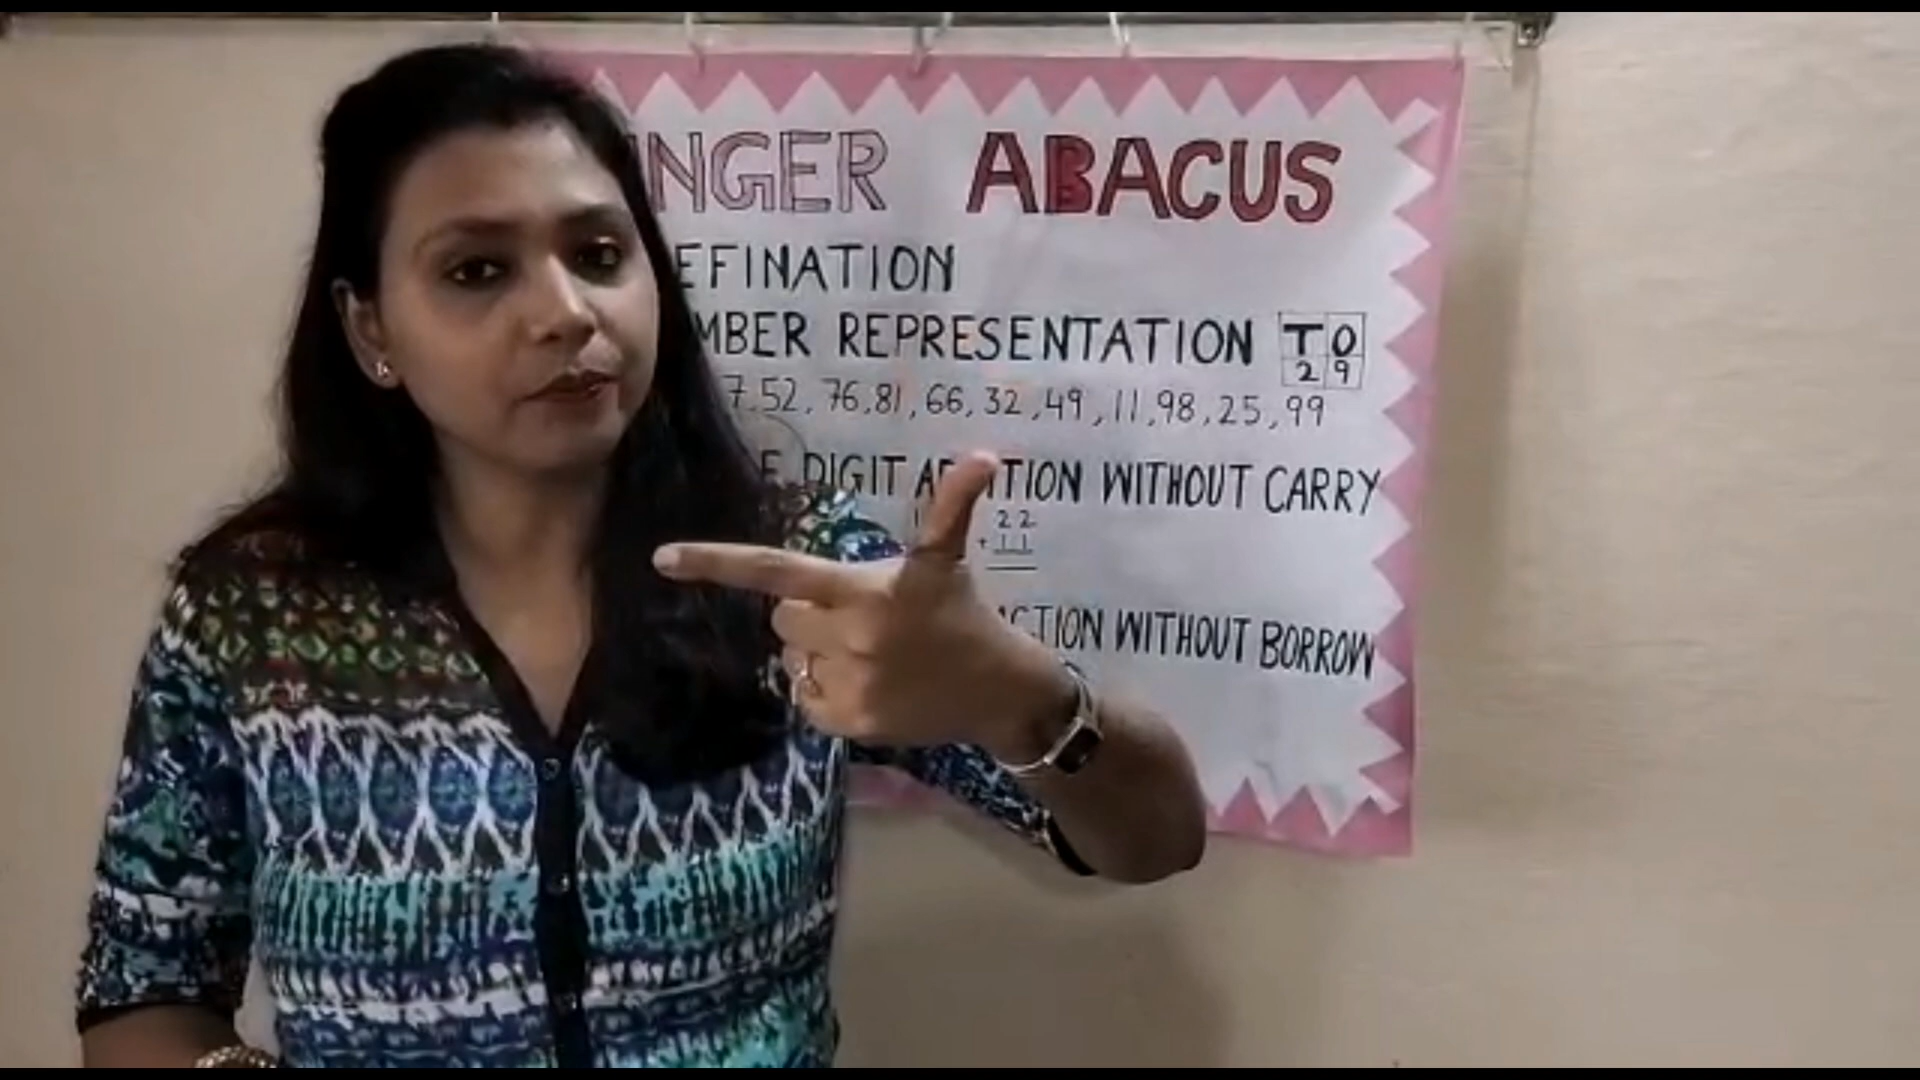 INGER ABACUS
EFINATION
MBER REPRESENTATION T O
2 9
7.52, 76,81, 66, 32, 49, 11, 98, 25, 99
E DIGIT A TION WITHOUT CARRY
22
+ 11
ACTION WITHOUT BORROW